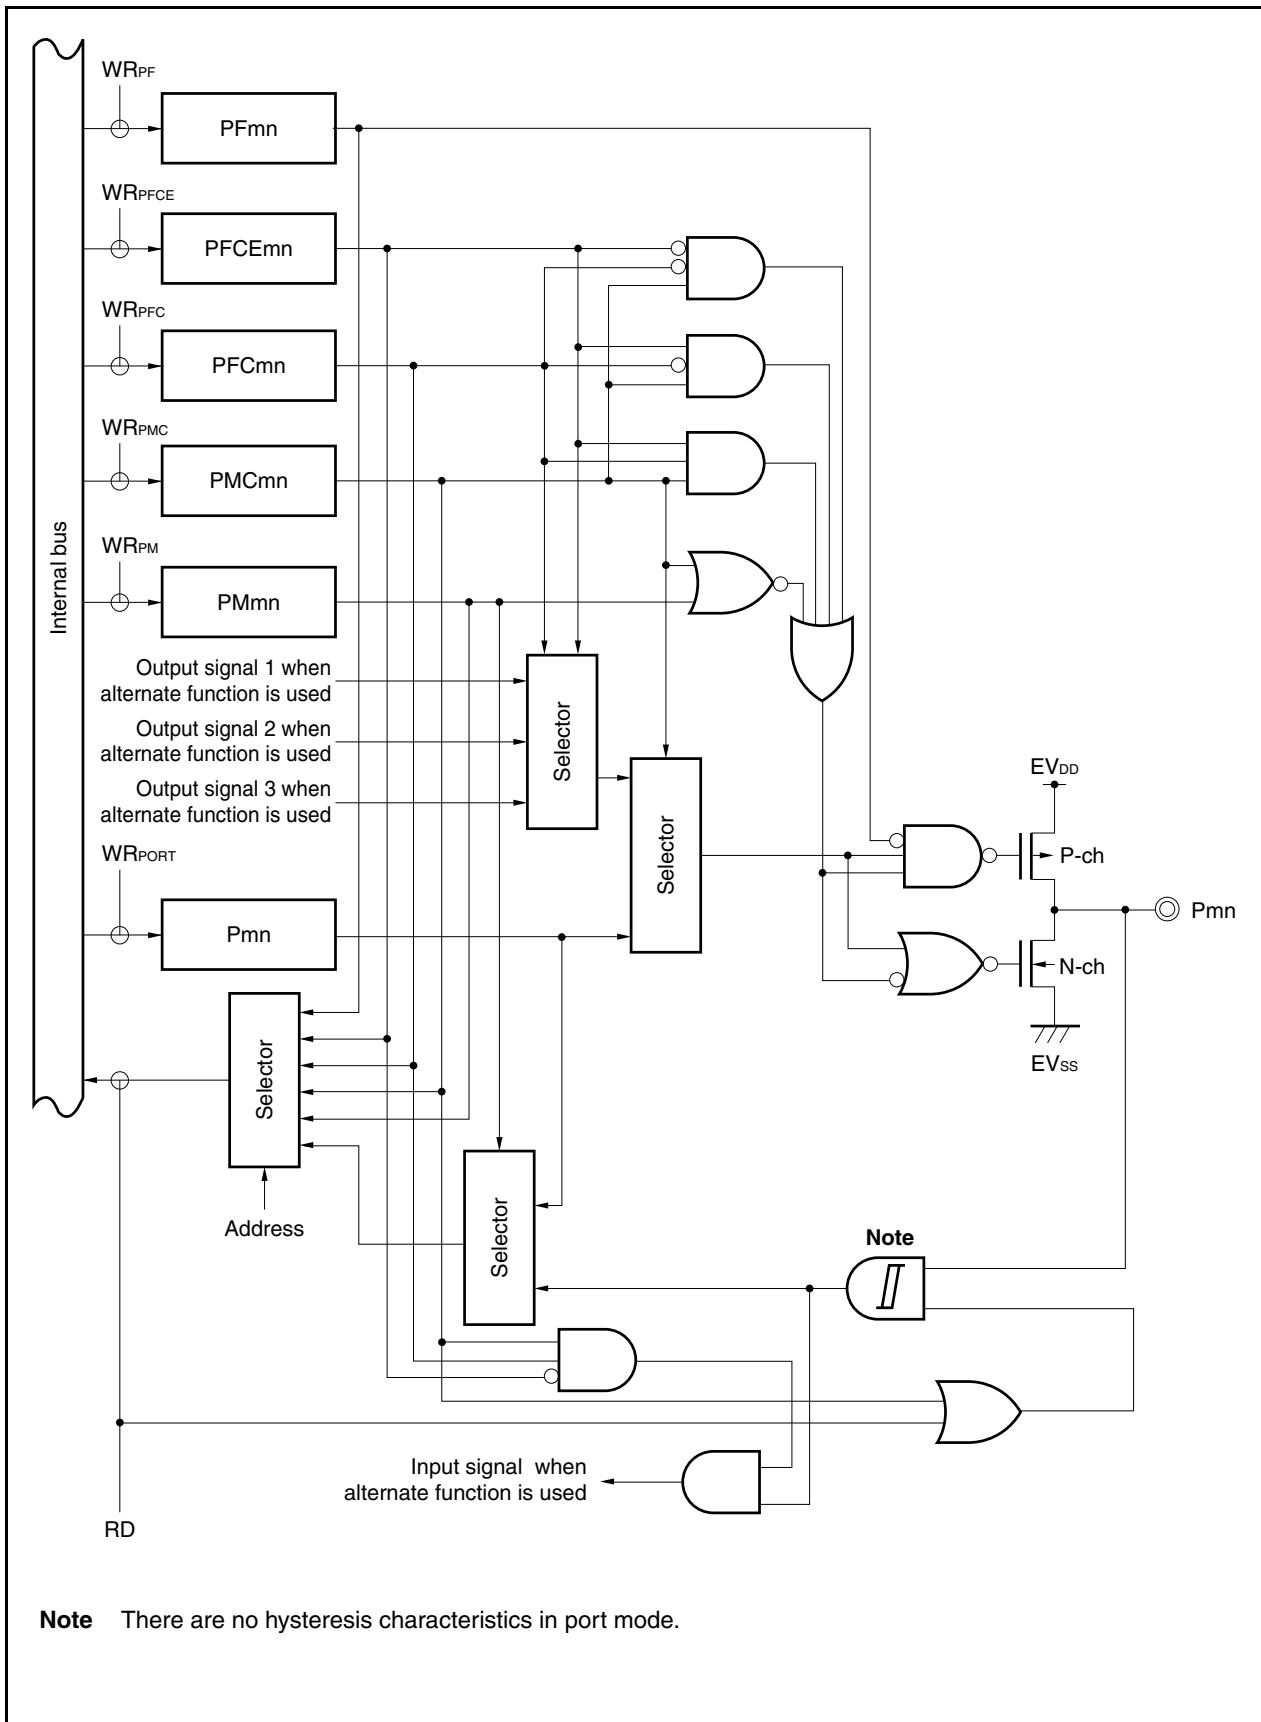 WRPF
PFmn
WRPFCE
PFCEmn
WRPFC
PFCmn
WRPMC
PMCmn
WRPM
PMmn
Internal bus
Output signal 1 when
alternate function is used
Output signal 2 when
alternate function is used
Output signal 3 when
alternate function is used
Selector
Selector
EVDD
P-ch
WRPORT
Pmn
Pmn
N-ch
EVSS
Selector
Address
Selector
Note
Input signal when
alternate function is used
RD
Note There are no hysteresis characteristics in port mode.